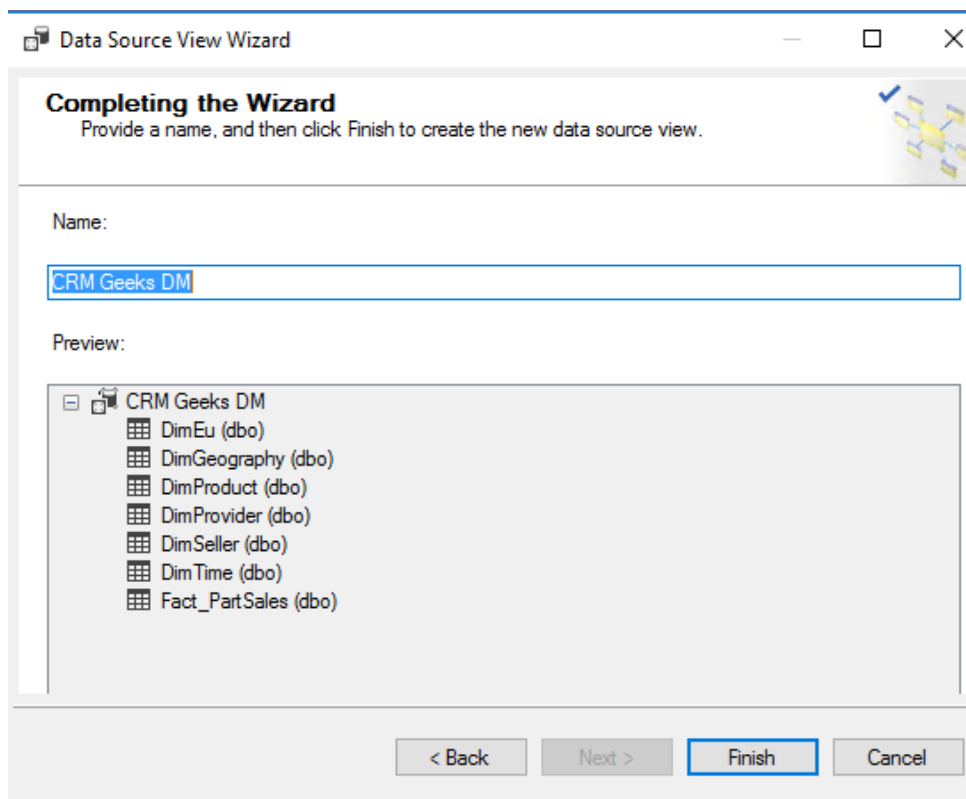 Data Source View Wizard
Completing the Wizard
Provide a name, and then click Finish to create the new data source view.
Name:
CRM Geeks DM
Preview:
CRM Geeks DM
DimEu (dbo)
DimGeography (dbo)
DimProduct (dbo)
DimProvider (dbo)
DimSeller (dbo)
DimTime (dbo)
Fact_PartSales (dbo)
< Back
Next >
Finish
Cancel